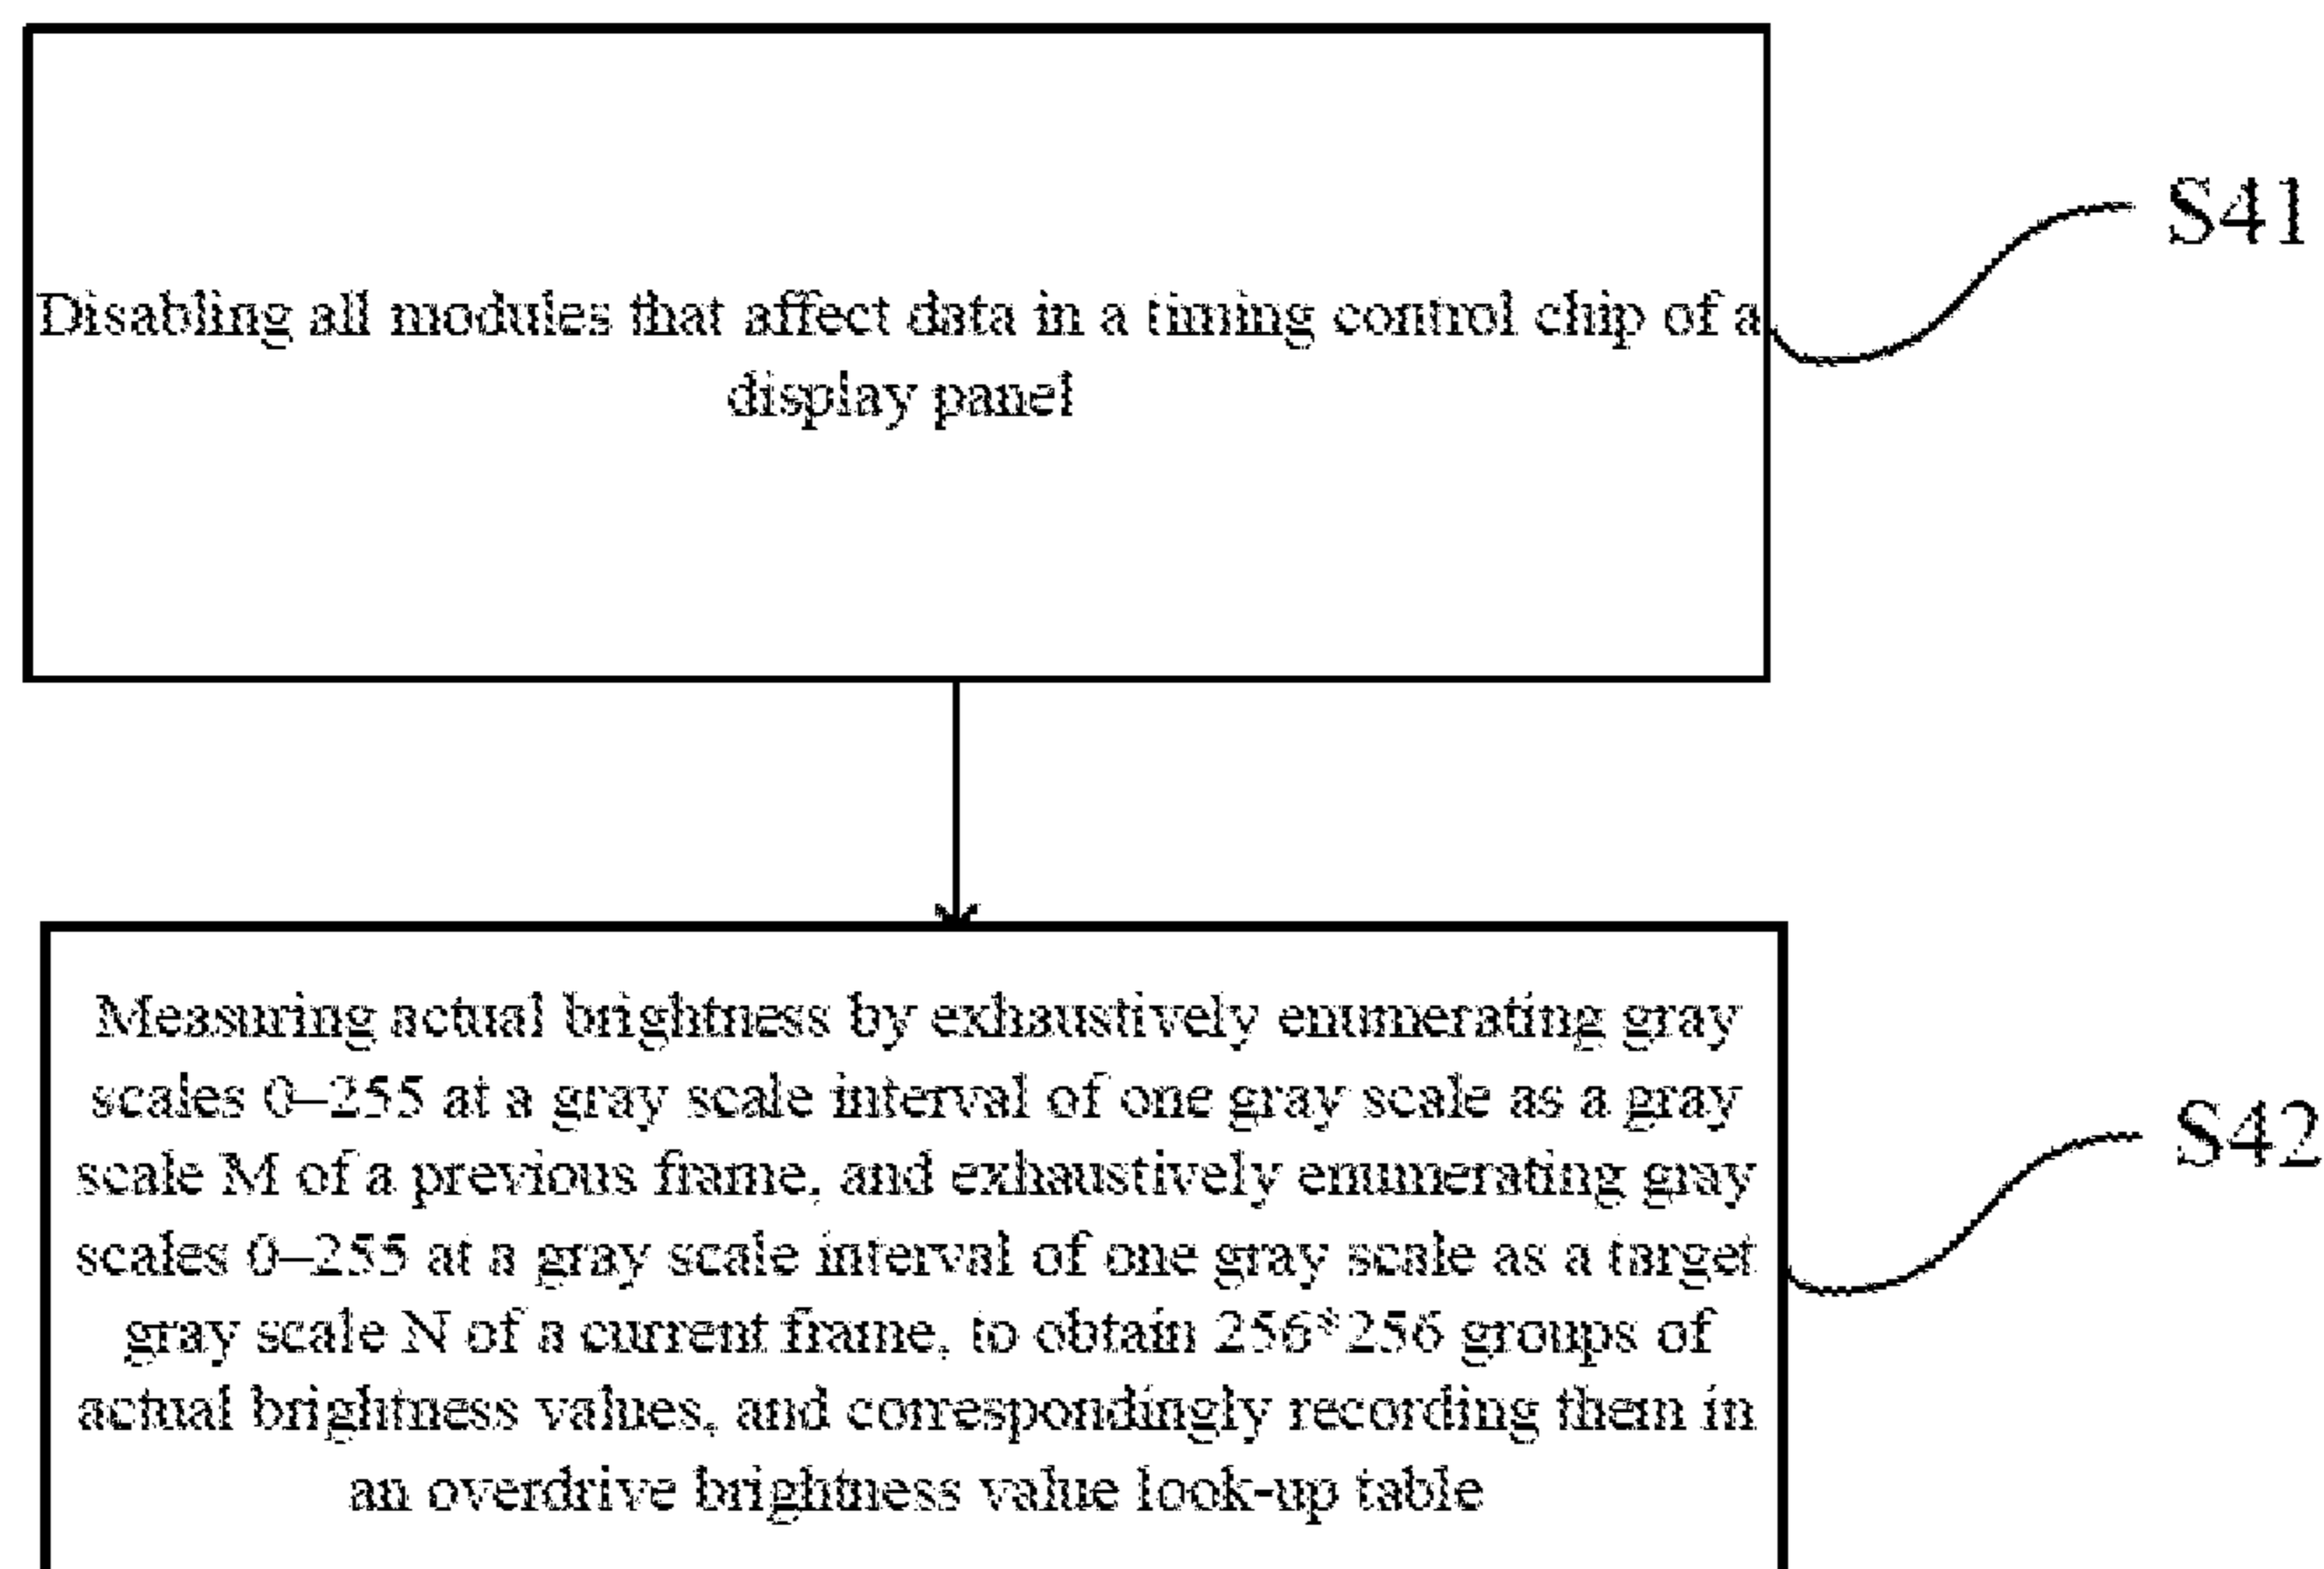 Disabling all modules that affect data in a timing control chip of a
display panel
S41
Measuring actual brightness by exhaustively enumerating gray
scales 0–255 at a gray scale interval of one gray scale as a gray
scale M of a previous frame, and exhaustively enumerating gray
scales 0–255 at a gray scale interval of one gray scale as a target
gray scale N of a current frame, to obtain 256*256 groups of
actual brightness values, and correspondingly recording them in
an overdrive brightness value look-up table
S42